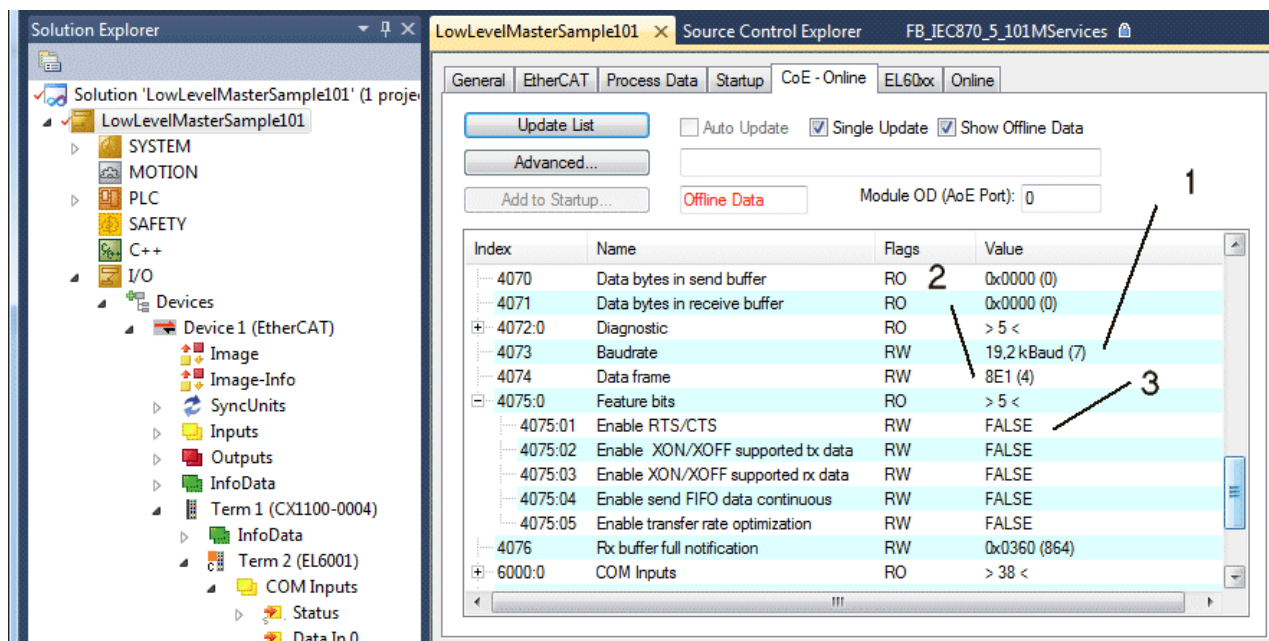 Solution Explorer
Solution 'LowLevelMasterSample101' (1 proje
LowLevelMasterSample101
SYSTEM
MOTION
PLC
SAFETY
C++
I/O
Devices
Device 1 (EtherCAT)
Image
Image-Info
SyncUnits
Inputs
Outputs
InfoData
Term 1 (CX1100-0004)
InfoData
Term 2 (EL6001)
COM Inputs
Status
Data In 0
LowLevelMasterSample101 Source Control Explorer FB_IEC870_5_101MServices
General EtherCAT Process Data Startup CoE - Online EL60xx Online
Update List Auto Update Single Update Show Offline Data
Advanced...
Add to Startup... Offline Data Module OD (AoE Port): 0
1
Index Name Flags Value
4070 Data bytes in send buffer RO 0x0000 (0)
2
4071 Data bytes in receive buffer RO 0x0000 (0)
4072:0 Diagnostic RO > 5 <
4073 Baudrate RW 19,2 kBaud (7)
4074 Data frame RW 8E1 (4)
3
4075:0 Feature bits RO > 5 <
4075:01 Enable RTS/CTS RW FALSE
4075:02 Enable XON/XOFF supported tx data RW FALSE
4075:03 Enable XON/XOFF supported rx data RW FALSE
4075:04 Enable send FIFO data continuous RW FALSE
4075:05 Enable transfer rate optimization RW FALSE
4076 Rx buffer full notification RW 0x0360 (864)
6000:0 COM Inputs RO > 38 <